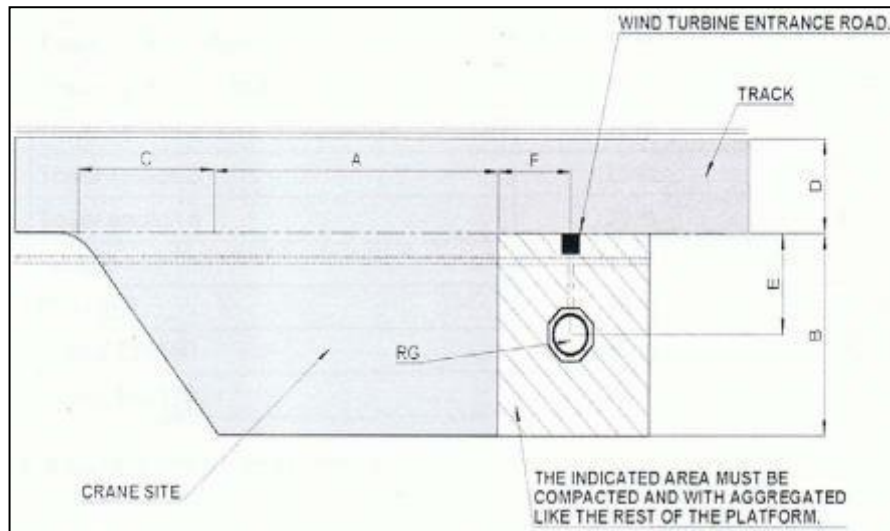 WIND TURBINE ENTRANCE ROAD.
TRACK
C
A
F
D
E
B
RG
CRANE SITE
THE INDICATED AREA MUST BE
COMPACTED AND WITH AGGREGATED
LIKE THE REST OF THE PLATFORM.